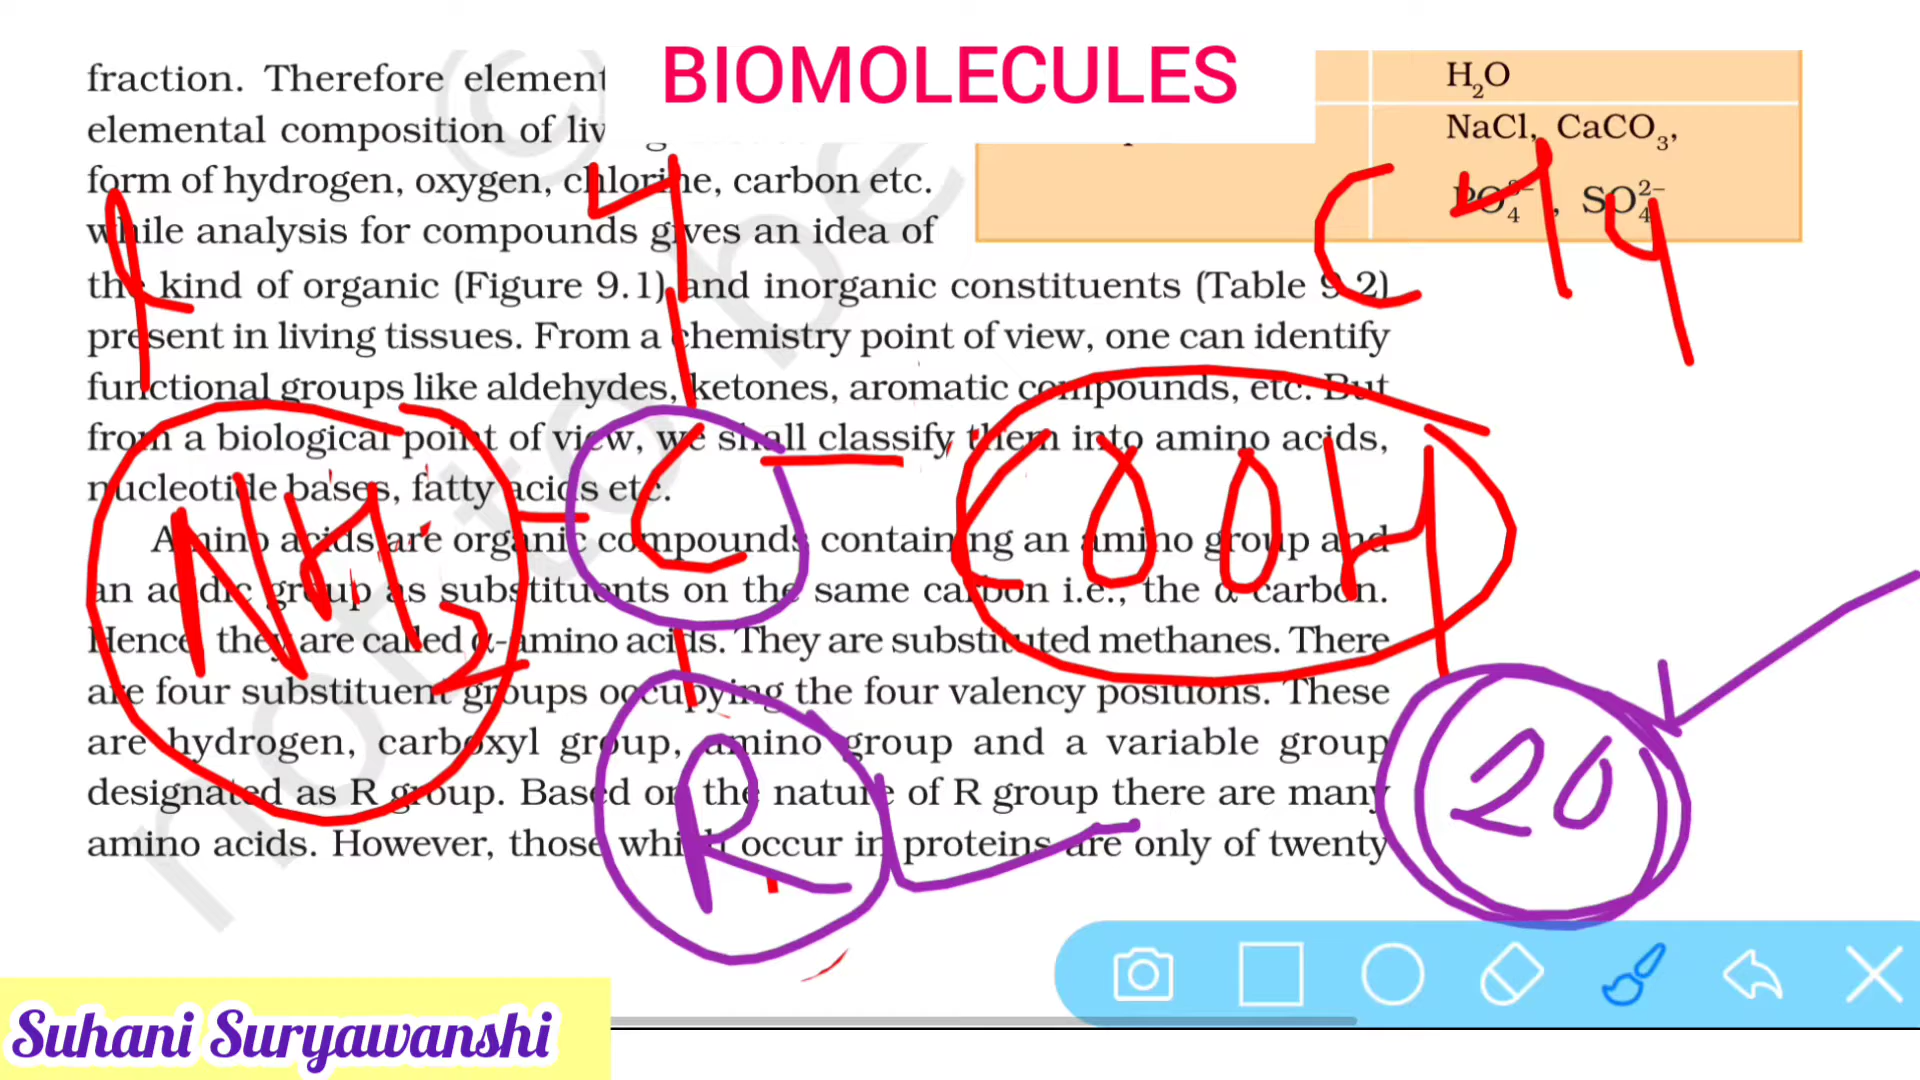 BIOMOLECULES
fraction. Therefore element
elemental composition of liv
form of hydrogen, oxygen, chlorine, carbon etc.
while analysis for compounds gives an idea of
the kind of organic (Figure 9.1) and inorganic constituents (Table 9.2)
present in living tissues. From a chemistry point of view, one can identify
functional groups like aldehydes, ketones, aromatic compounds, etc. But
from a biological point of view, we shall classify them into amino acids,
nucleotide bases, fatty acids etc.
Amino acids are organic compounds containing an amino group and
an acidic group as substituents on the same carbon i.e., the α-carbon.
Hence, they are called α-amino acids. They are substituted methanes. There
are four substituent groups occupying the four valency positions. These
are hydrogen, carboxyl group, amino group and a variable group
designated as R group. Based on the nature of R group there are many
amino acids. However, those which occur in proteins are only of twenty
H₂O
NaCl, CaCO₃,
PO₄³⁻, SO₄²⁻
CH4
H
NH2 - C - COOH
R
20
Suhani Suryawanshi